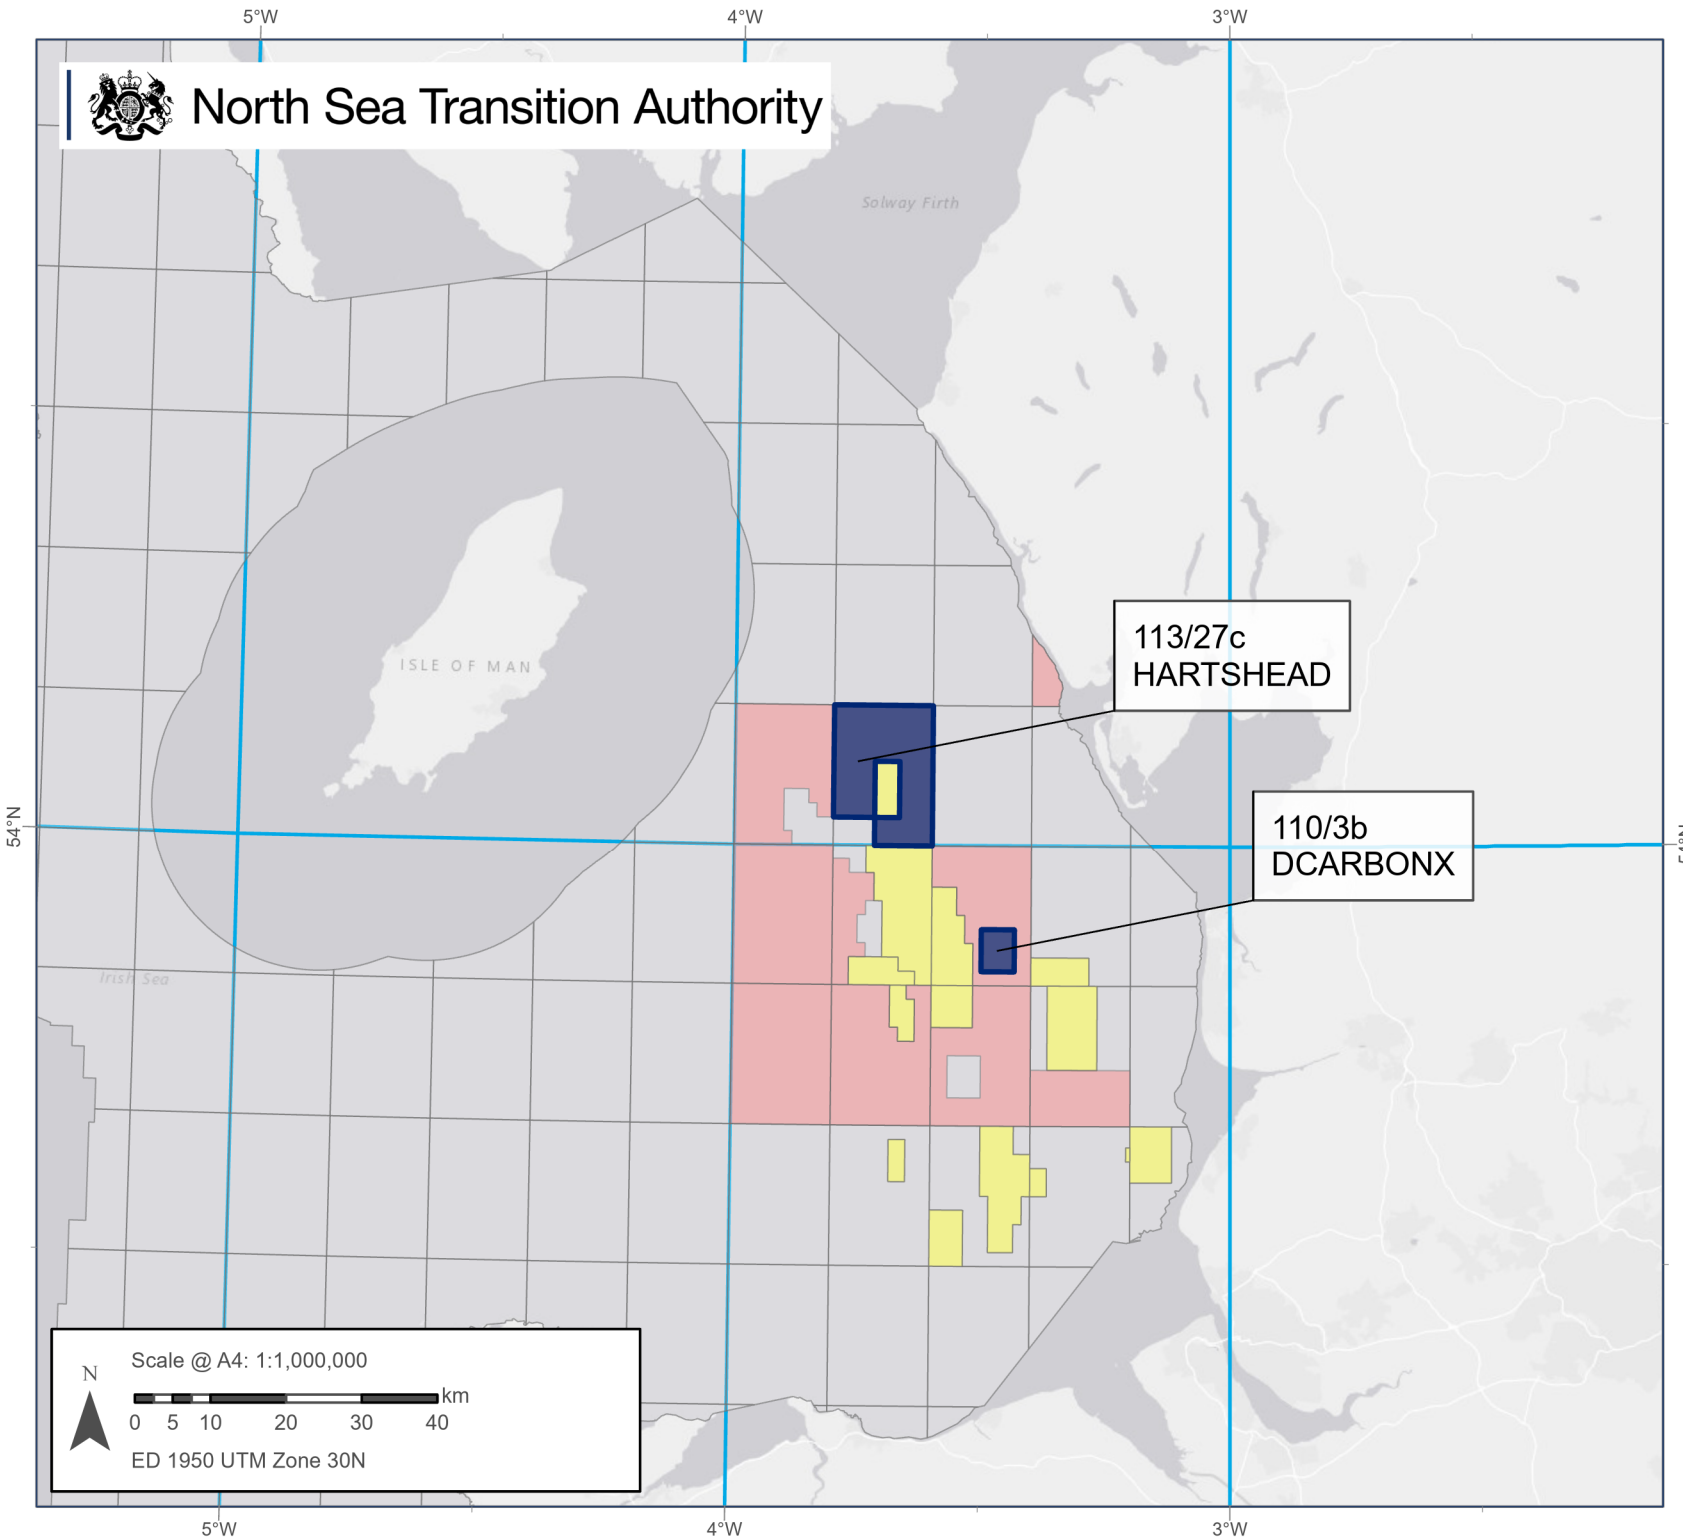 5°W
4°W
3°W
North Sea Transition Authority
Solway Firth
113/27c
HARTSHEAD
ISLE OF MAN
54°N
110/3b
DCARBONX
54°N
Irish Sea
N
Scale @ A4: 1:1,000,000
km
0 5 10 20 30 40
ED 1950 UTM Zone 30N
5°W
4°W
3°W